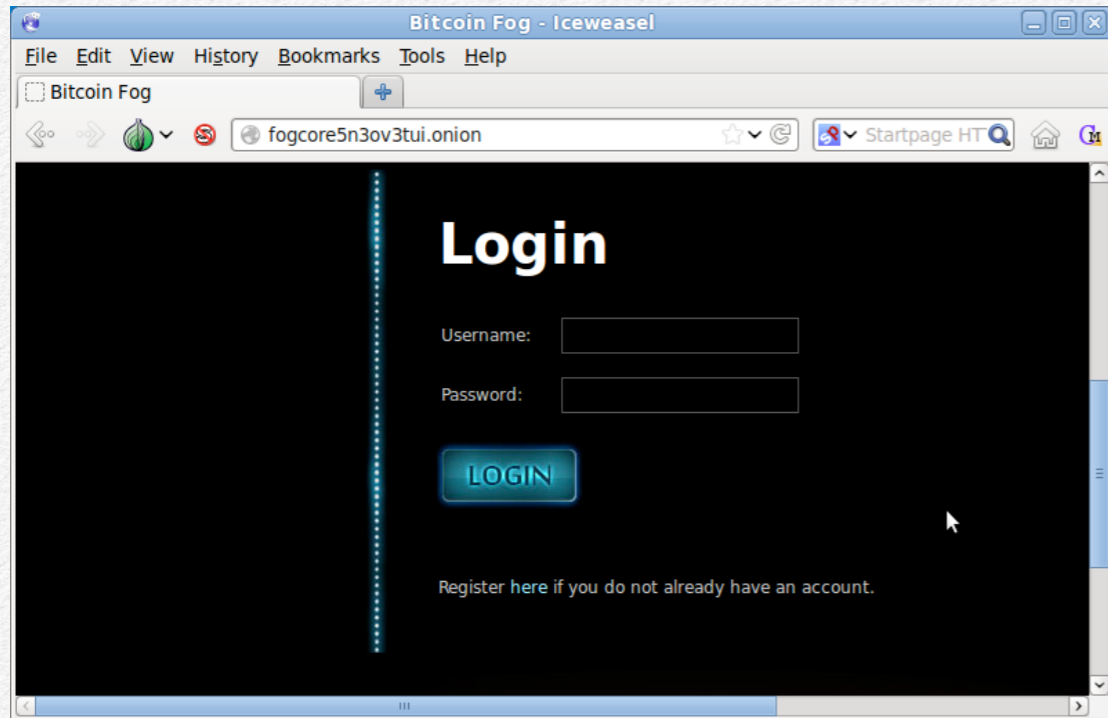 Bitcoin Fog - Iceweasel
File Edit View History Bookmarks Tools Help
Bitcoin Fog
fogcore5n3ov3tui.onion
Startpage HT
Login
Username:
Password:
LOGIN
Register here if you do not already have an account.